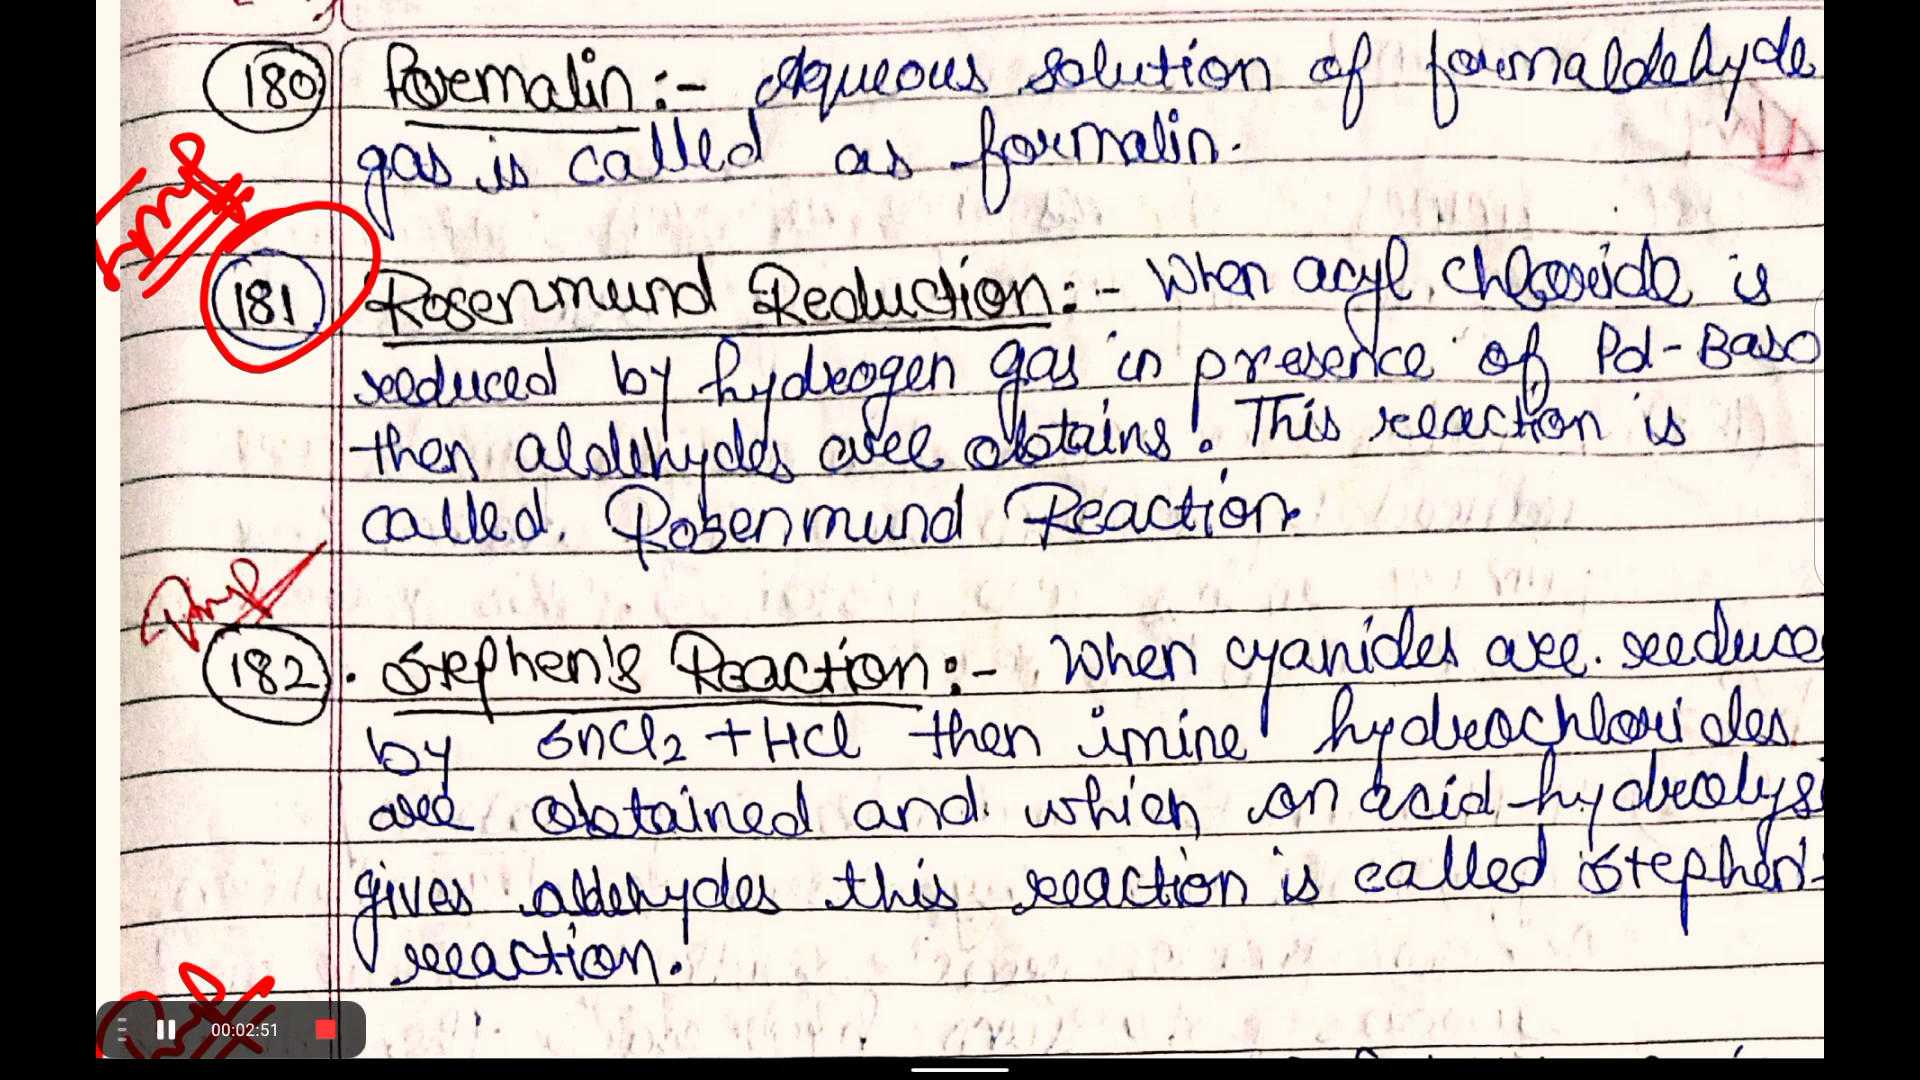 180 Formalin :- Aqueous solution of formaldehyde
gas is called as formalin.
Imp
181 Rosenmund Reduction :- When acyl chloride is
reduced by hydrogen gas in presence of Pd-BaSO
then aldehydes are obtains. This reaction is
called. Rosenmund Reaction.
Imp
182. Stephen's Reaction :- When cyanides are reduce
by SnCl2 + HCl then imine hydrochlorides
are obtained and which on acid hydrolysi
gives aldehydes this reaction is called Stephen's
reaction.
00:02:51